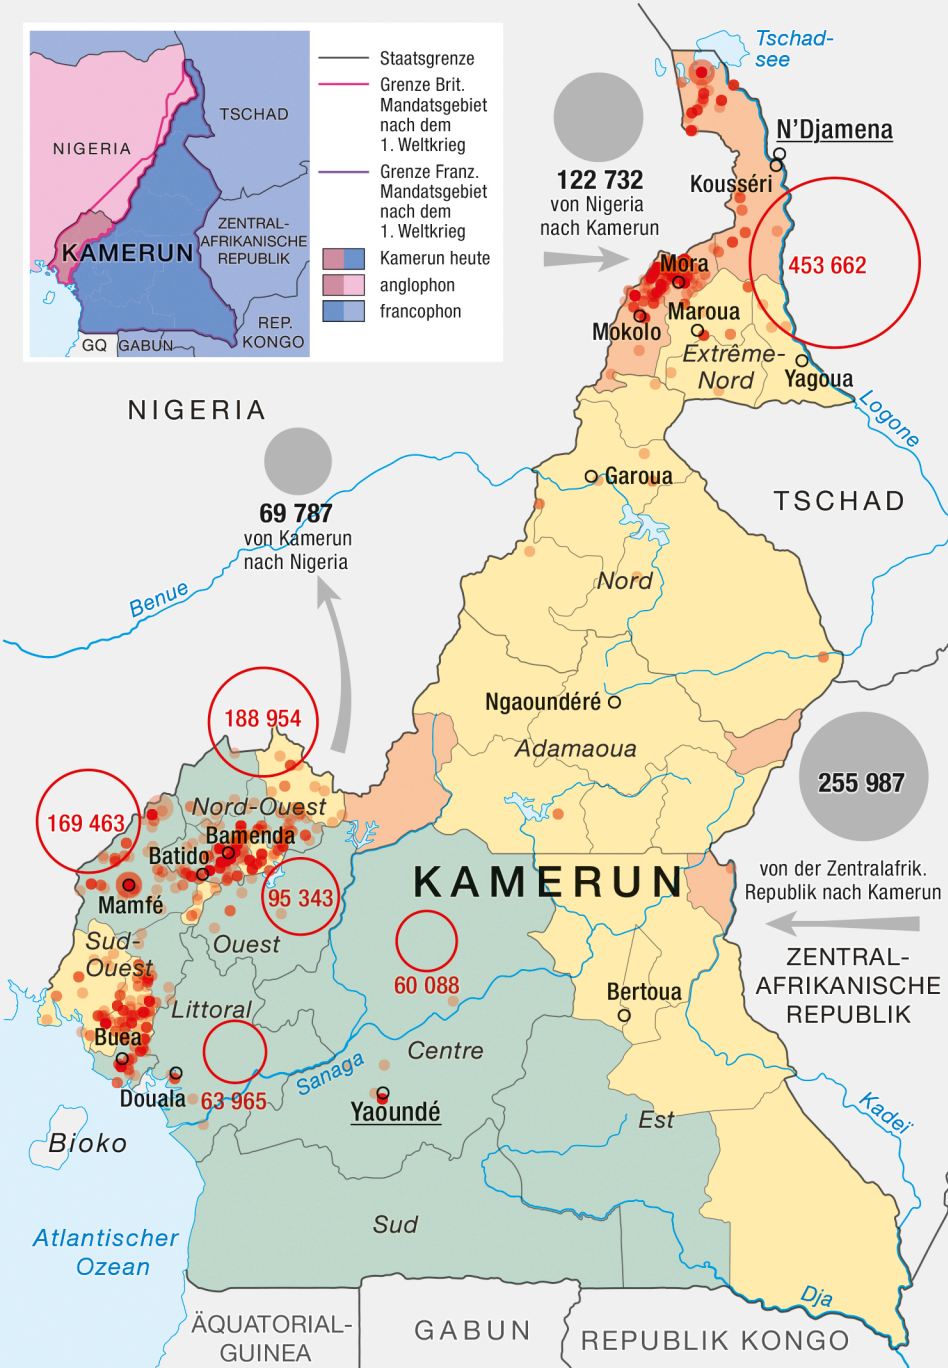 NIGERIA
TSCHAD
ZENTRAL-
AFRIKANISCHE
REPUBLIK
KAMERUN
REP.
KONGO
GQ
GABUN
Staatsgrenze
Grenze Brit.
Mandatsgebiet
nach dem
1. Weltkrieg
Grenze Franz.
Mandatsgebiet
nach dem
1. Weltkrieg
Kamerun heute
anglophon
francophon
Tschad-
see
N'Djamena
122 732
von Nigeria
nach Kamerun
Kousséri
453 662
Mora
Maroua
Mokolo
Extrême-
Nord
Yagoua
Logone
NIGERIA
69 787
von Kamerun
nach Nigeria
Garoua
TSCHAD
Benue
Nord
Ngaoundéré
Adamaoua
188 954
169 463
255 987
von der Zentralafrik.
Republik nach Kamerun
Nord-Ouest
Bamenda
Batido
Mamfé
95 343
KAMERUN
Sud-
Ouest
Ouest
60 088
ZENTRAL-
AFRIKANISCHE
REPUBLIK
Littoral
Bertoua
Buea
Centre
Sanaga
Douala
63 965
Yaoundé
Kadeï
Est
Bioko
Sud
Atlantischer
Ozean
Dja
ÄQUATORIAL-
GUINEA
GABUN
REPUBLIK KONGO